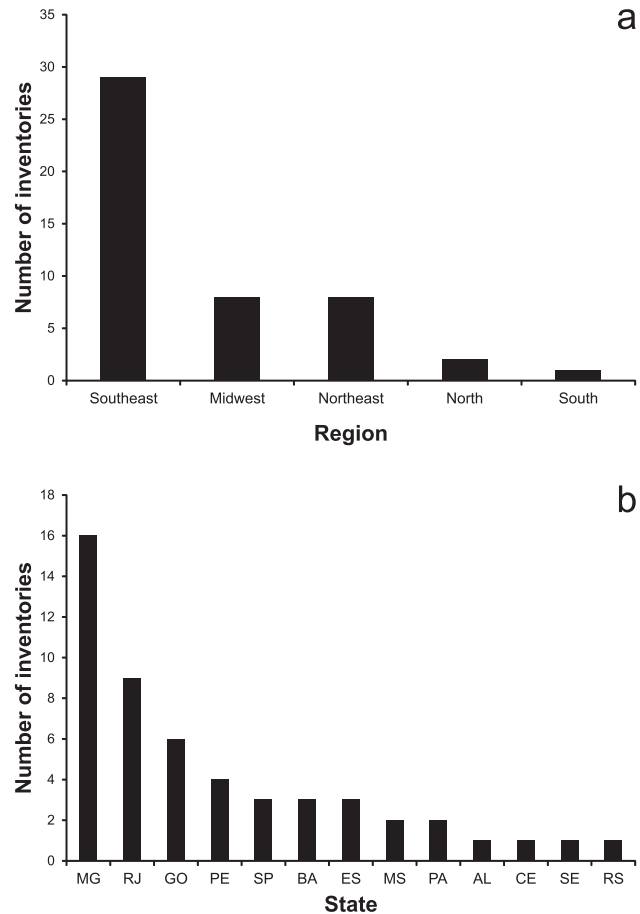 a
35
30
25
20
15
10
5
0
Number of inventories
Southeast Midwest Northeast North South
Region
b
18
16
14
12
10
8
6
4
2
0
Number of inventories
MG RJ GO PE SP BA ES MS PA AL CE SE RS
State